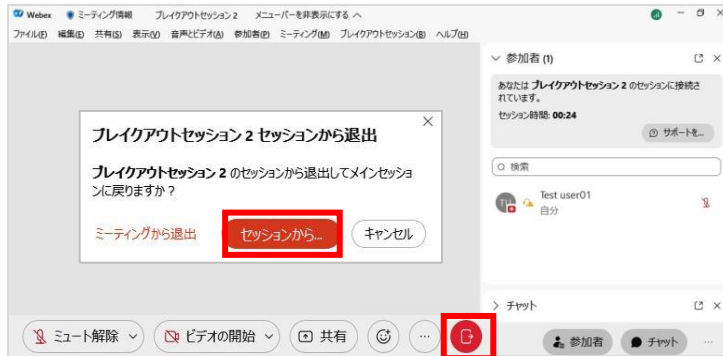 Webex ミーティング情報 ブレイクアウトセッション 2 メニューバーを非表示にする へ
ファイル(F) 編集(E) 共有(S) 表示(V) 音声とビデオ(A) 参加者(P) ミーティング(M) ブレイクアウトセッション(B) ヘルプ(H)
参加者 (1)
あなたは ブレイクアウトセッション 2 のセッションに接続さ
れています。
セッション時間: 00:24
サポートを...
検索
TU
Test user01
自分
ブレイクアウトセッション 2 セッションから退出
ブレイクアウトセッション 2 のセッションから退出してメインセッショ
ンに戻りますか？
ミーティングから退出 セッションから... キャンセル
チャット
ミュート解除 ビデオの開始 共有 ...
参加者 チャット ...